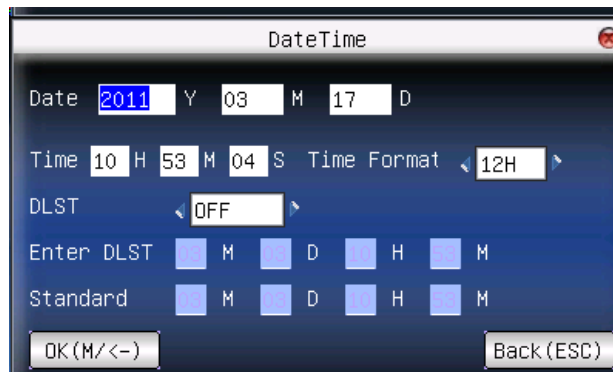 DateTime
Date 2011 Y 03 M 17 D
Time 10 H 53 M 04 S Time Format 12H
DLST OFF
Enter DLST 03 M 03 D 10 H 53 M
Standard 03 M 03 D 10 H 53 M
OK(M/<-) Back(ESC)